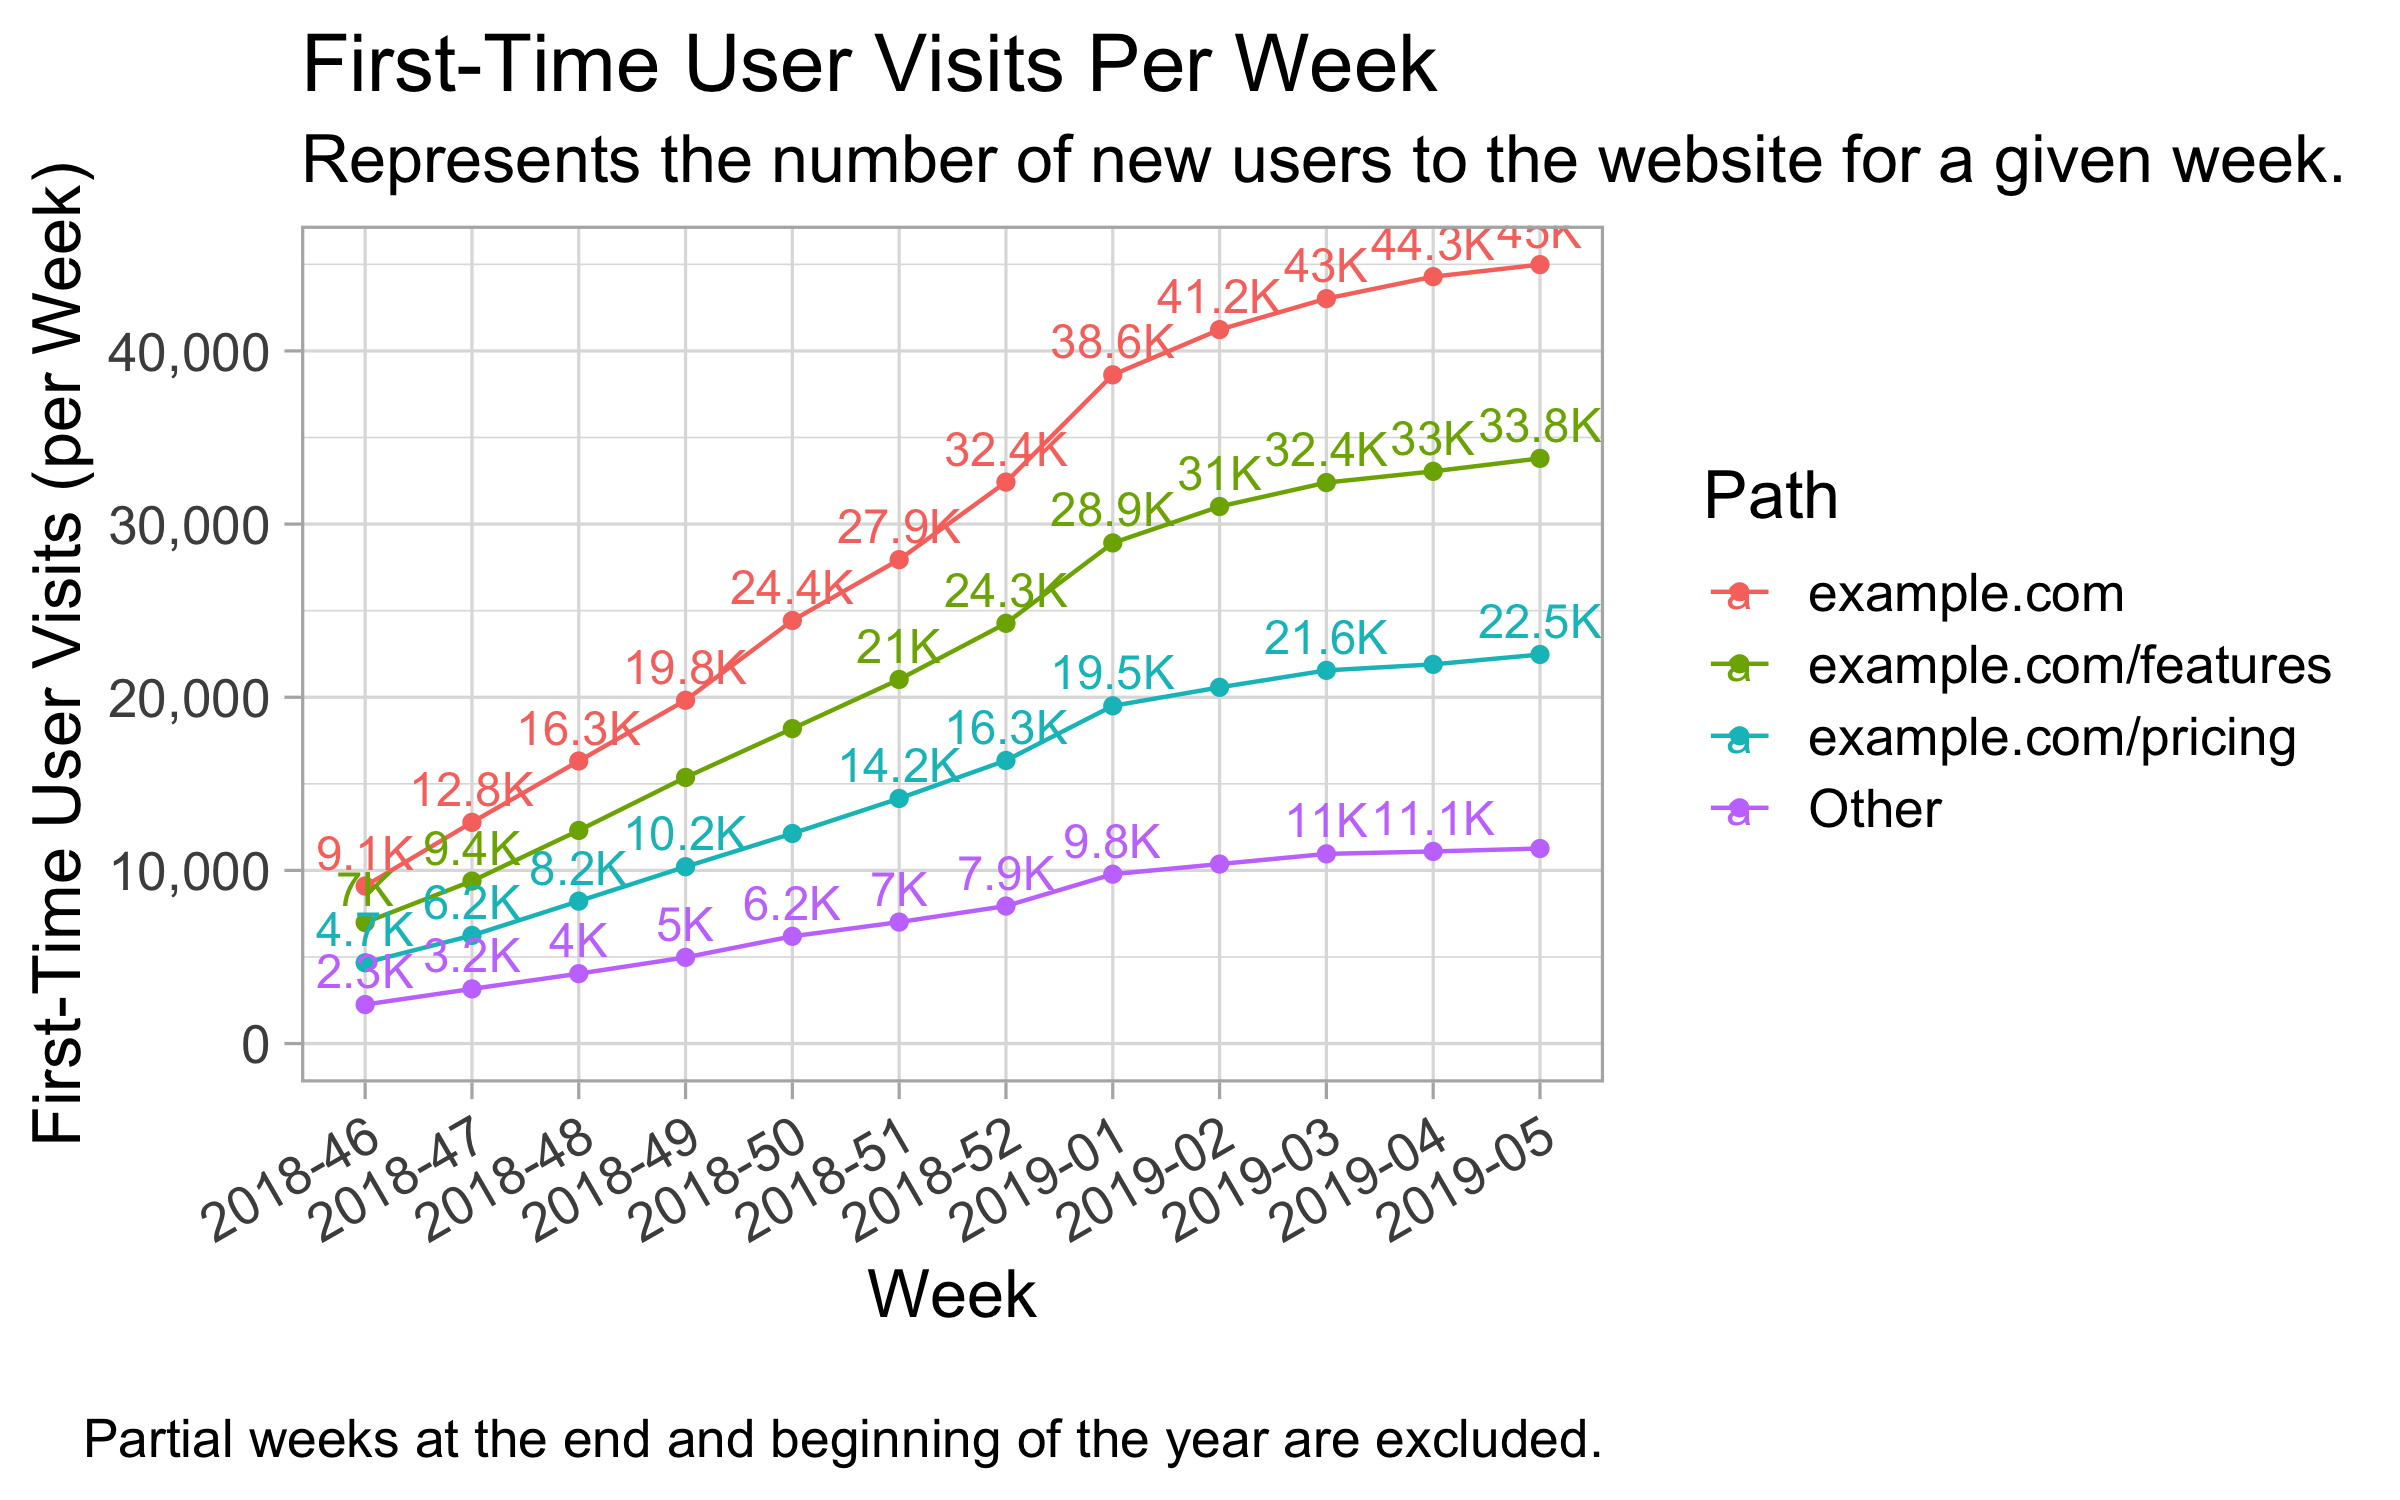 First-Time User Visits Per Week
Represents the number of new users to the website for a given week.
First-Time User Visits (per Week)
40,000
30,000
20,000
10,000
0
9.1K 12.8K 16.3K 19.8K 24.4K 27.9K 32.4K 38.6K 41.2K 43K 44.3K 45K
7K 9.4K 21K 24.3K 28.9K 31K 32.4K 33K 33.8K
4.7K 6.2K 8.2K 10.2K 14.2K 16.3K 19.5K 21.6K 22.5K
2.3K 3.2K 4K 5K 6.2K 7K 7.9K 9.8K 11K 11.1K
2018-46 2018-47 2018-48 2018-49 2018-50 2018-51 2018-52 2019-01 2019-02 2019-03 2019-04 2019-05
Week
Path
a example.com
a example.com/features
a example.com/pricing
a Other
Partial weeks at the end and beginning of the year are excluded.